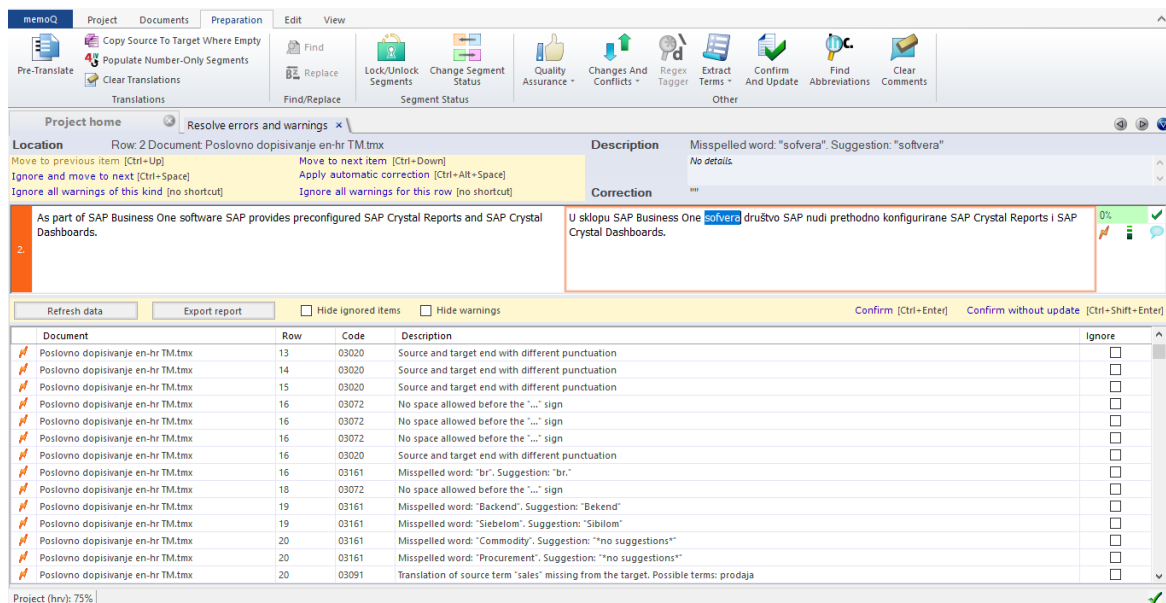 memoQ Project Documents Preparation Edit View
Pre-Translate
Copy Source To Target Where Empty
Populate Number-Only Segments
Clear Translations
Translations
Find
Replace
Find/Replace
Lock/Unlock Segments
Change Segment Status
Segment Status
Quality Assurance
Changes And Conflicts
Regex Tagger
Extract Terms
Confirm And Update
Find Abbreviations
Clear Comments
Other
Project home Resolve errors and warnings
Location Row: 2 Document: Poslovno dopisivanje en-hr TM.tmx
Move to previous item [Ctrl+Up] Move to next item [Ctrl+Down]
Ignore and move to next [Ctrl+Space] Apply automatic correction [Ctrl+Alt+Space]
Ignore all warnings of this kind [no shortcut] Ignore all warnings for this row [no shortcut]
Description Misspelled word: "sofvera". Suggestion: "softvera"
No details.
Correction ""
2.
As part of SAP Business One software SAP provides preconfigured SAP Crystal Reports and SAP Crystal
Dashboards.
U sklopu SAP Business One sofvera društvo SAP nudi prethodno konfigurirane SAP Crystal Reports i SAP
Crystal Dashboards.
0%
Refresh data Export report Hide ignored items Hide warnings Confirm [Ctrl+Enter] Confirm without update [Ctrl+Shift+Enter]
Document Row Code Description Ignore
Poslovno dopisivanje en-hr TM.tmx 13 03020 Source and target end with different punctuation
Poslovno dopisivanje en-hr TM.tmx 14 03020 Source and target end with different punctuation
Poslovno dopisivanje en-hr TM.tmx 15 03020 Source and target end with different punctuation
Poslovno dopisivanje en-hr TM.tmx 16 03072 No space allowed before the "..." sign
Poslovno dopisivanje en-hr TM.tmx 16 03072 No space allowed before the "..." sign
Poslovno dopisivanje en-hr TM.tmx 16 03072 No space allowed before the "..." sign
Poslovno dopisivanje en-hr TM.tmx 16 03020 Source and target end with different punctuation
Poslovno dopisivanje en-hr TM.tmx 16 03161 Misspelled word: "br". Suggestion: "br."
Poslovno dopisivanje en-hr TM.tmx 18 03072 No space allowed before the "..." sign
Poslovno dopisivanje en-hr TM.tmx 19 03161 Misspelled word: "Backend". Suggestion: "Bekend"
Poslovno dopisivanje en-hr TM.tmx 19 03161 Misspelled word: "Siebelom". Suggestion: "Sibilom"
Poslovno dopisivanje en-hr TM.tmx 20 03161 Misspelled word: "Commodity". Suggestion: "*no suggestions*"
Poslovno dopisivanje en-hr TM.tmx 20 03161 Misspelled word: "Procurement". Suggestion: "*no suggestions*"
Poslovno dopisivanje en-hr TM.tmx 20 03091 Translation of source term "sales" missing from the target. Possible terms: prodaja
Project (hrv): 75%